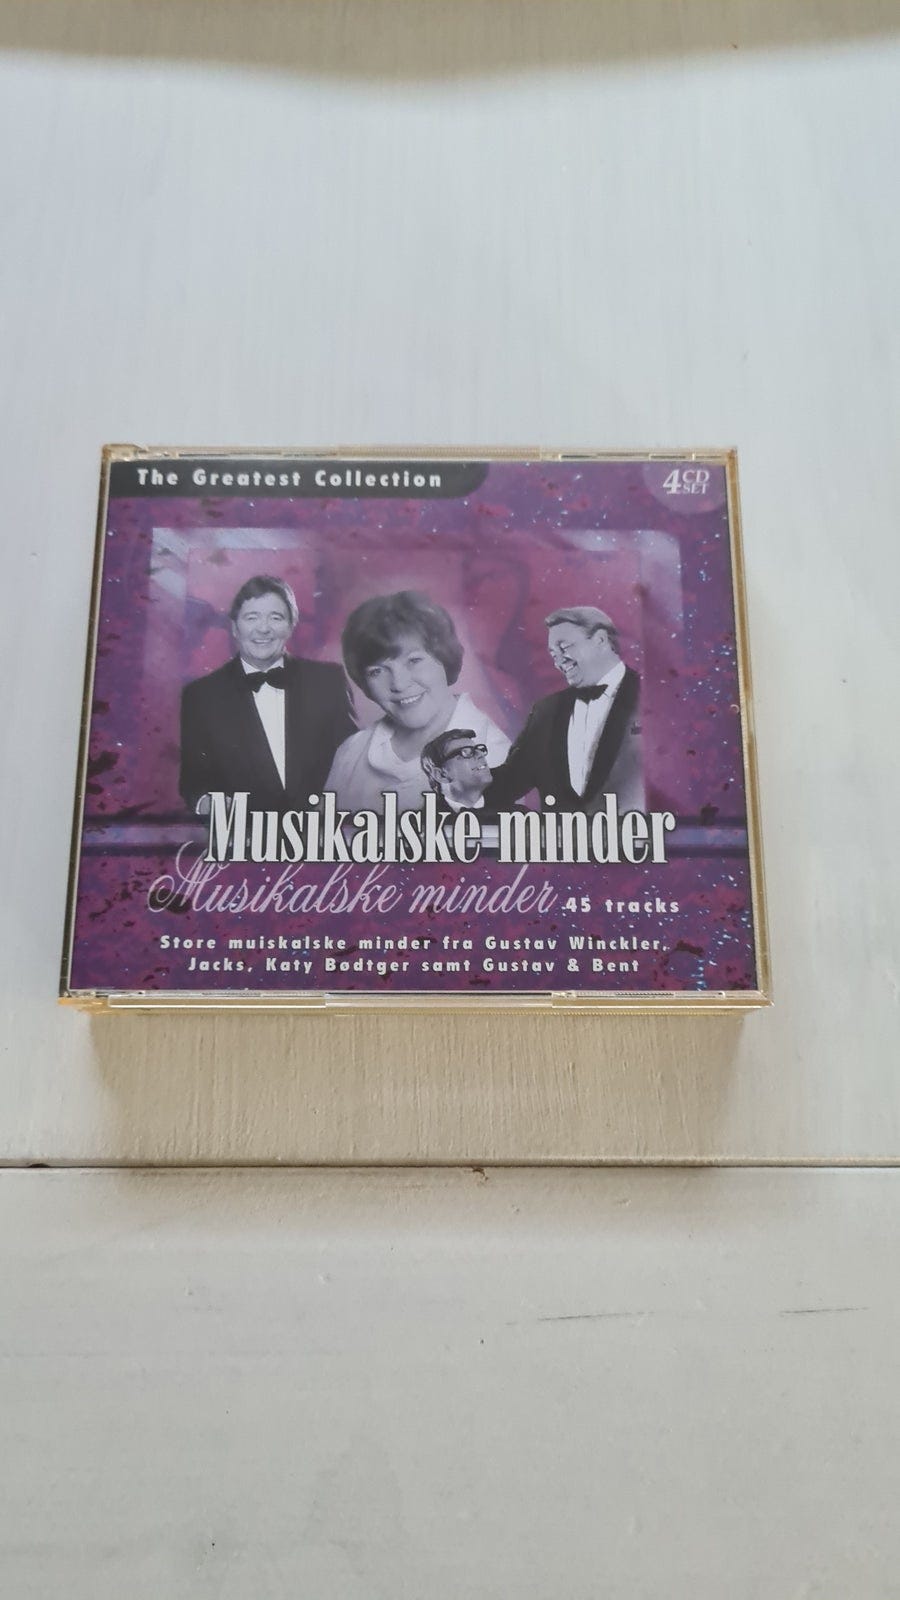 The Greatest Collection
4CD SET
Musikalske minder
Musikalske minder 45 tracks
Store muiskalske minder fra Gustav Winckler,
Jacks, Katy Bødtger samt Gustav & Bent